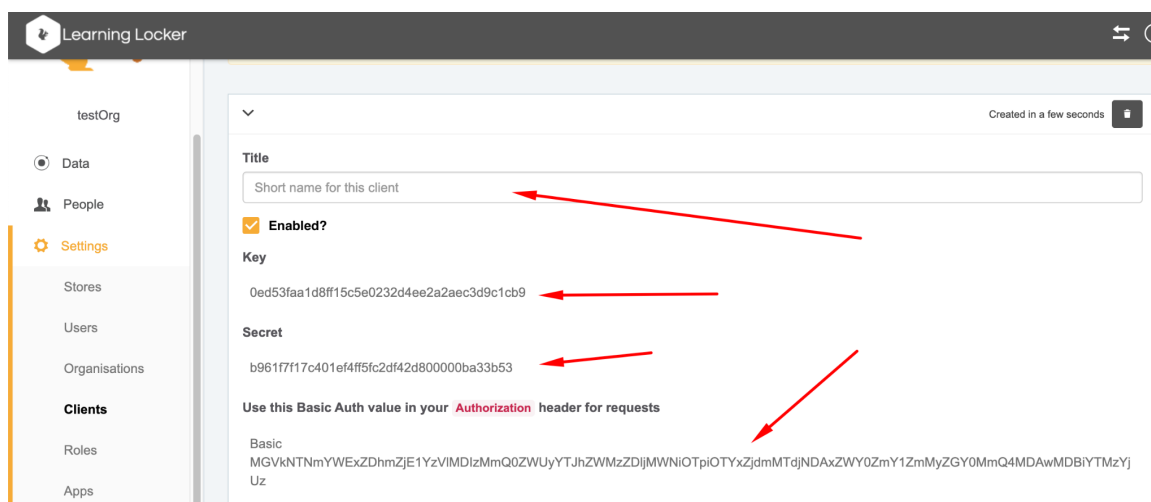 Learning Locker
testOrg
Created in a few seconds
Data
People
Settings
Stores
Users
Organisations
Clients
Roles
Apps
Title
Short name for this client
Enabled?
Key
0ed53faa1d8ff15c5e0232d4ee2a2aec3d9c1cb9
Secret
b961f7f17c401ef4ff5fc2df42d800000ba33b53
Use this Basic Auth value in your Authorization header for requests
Basic
MGVkNTNmYWExZDhmZjE1YzVlMDIzMmQ0ZWUyYTJhZWMzZDljMWNiOTpiOTYxZjdmMTdjNDAxZWY0ZmY1ZmMyZGY0MmQ4MDAwMDBiYTMzYj
Uz